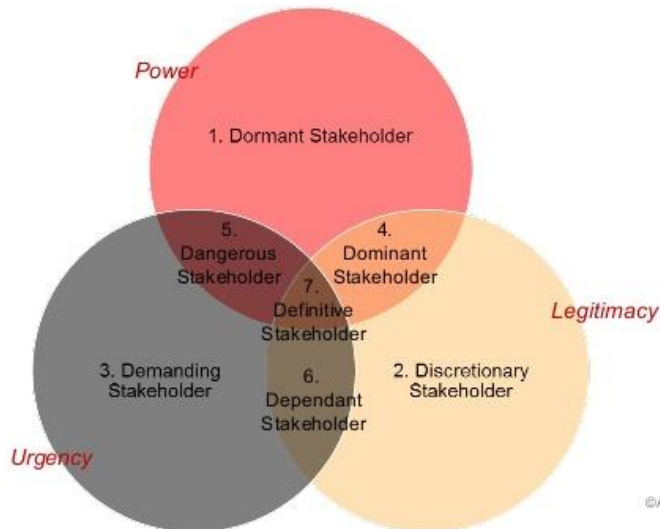 Power
1. Dormant Stakeholder
5.
Dangerous
Stakeholder
4.
Dominant
Stakeholder
7.
Definitive
Stakeholder
Legitimacy
3. Demanding
Stakeholder
6.
Dependant
Stakeholder
2. Discretionary
Stakeholder
Urgency
©A